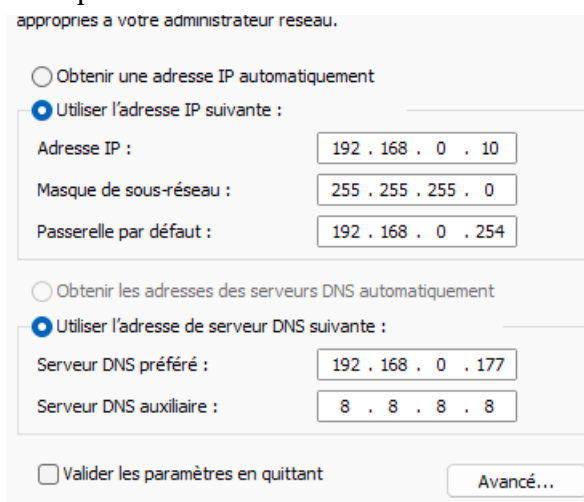 appropriés à votre administrateur réseau.
Obtenir une adresse IP automatiquement
Utiliser l'adresse IP suivante :
Adresse IP : 192 . 168 . 0 . 10
Masque de sous-réseau : 255 . 255 . 255 . 0
Passerelle par défaut : 192 . 168 . 0 . 254
Obtenir les adresses des serveurs DNS automatiquement
Utiliser l'adresse de serveur DNS suivante :
Serveur DNS préféré : 192 . 168 . 0 . 177
Serveur DNS auxiliaire : 8 . 8 . 8 . 8
Valider les paramètres en quittant
Avancé...